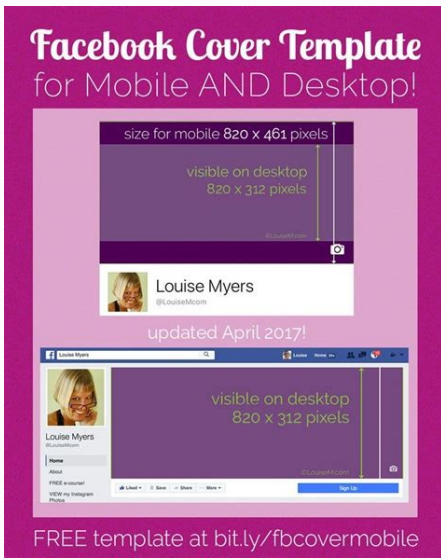 Facebook Cover Template
for Mobile AND Desktop!
size for mobile 820 x 461 pixels
visible on desktop
820 x 312 pixels
©LouiseM.com
Louise Myers
@LouiseMcom
updated April 2017!
f Louise Myers
Louise Home
Louise Myers
@LouiseMcom
Home
About
FREE e-course!
VIEW my Instagram
Photos
visible on desktop
820 x 312 pixels
©LouiseM.com
Liked Save Share More
Sign Up
FREE template at bit.ly/fbcovermobile